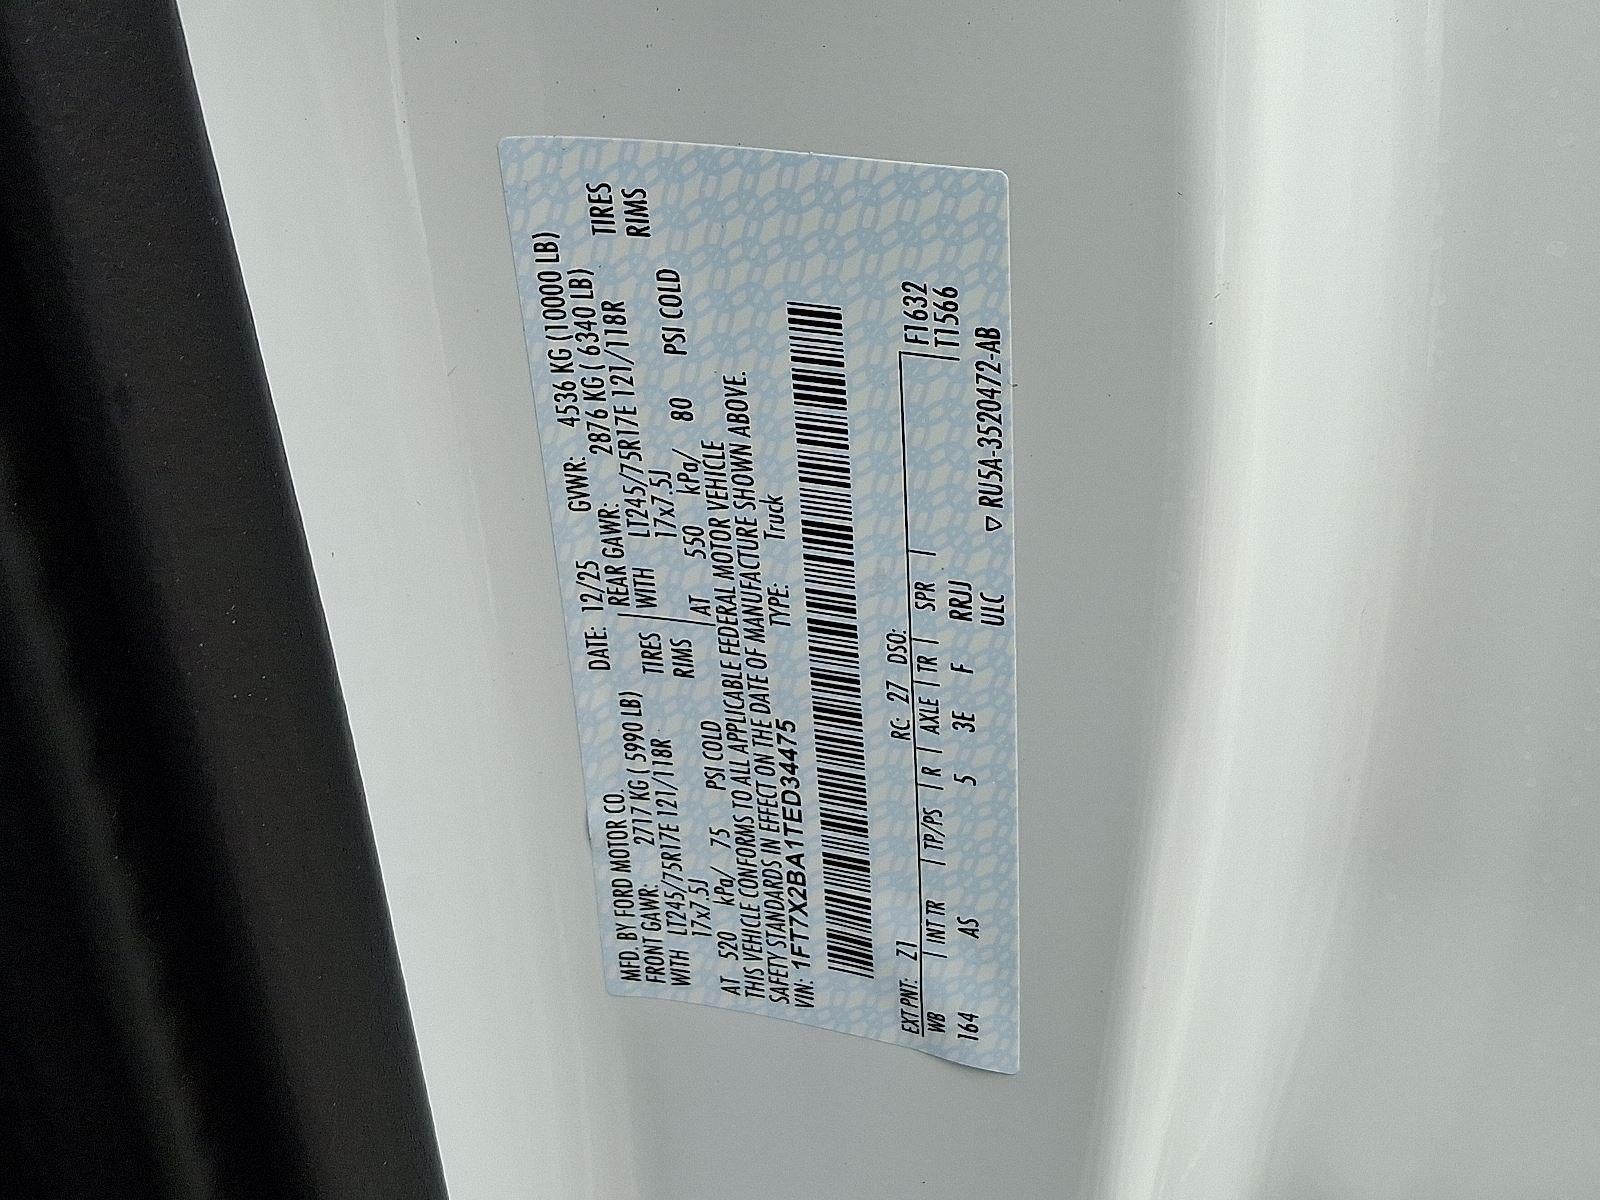 MFD. BY FORD MOTOR CO. DATE: 12/25 GVWR: 4536 KG (10000 LB)
FRONT GAWR: 2717 KG ( 5990 LB) REAR GAWR: 2876 KG ( 6340 LB)
WITH LT245/75R17E 121/118R TIRES WITH LT245/75R17E 121/118R TIRES
17x7.5J RIMS 17x7.5J RIMS
AT 520 kPa/ 75 PSI COLD AT 550 kPa/ 80 PSI COLD
THIS VEHICLE CONFORMS TO ALL APPLICABLE FEDERAL MOTOR VEHICLE
SAFETY STANDARDS IN EFFECT ON THE DATE OF MANUFACTURE SHOWN ABOVE.
VIN: 1FT7X2BA1TED34475 TYPE: Truck
EXT PNT: Z1 RC: 27 DSO: F1632
WB | INT TR | TP/PS | R | AXLE | TR | SPR | T1566
164 AS 5 3E F RRJJ
ULC ▽ RU5A-3520472-AB